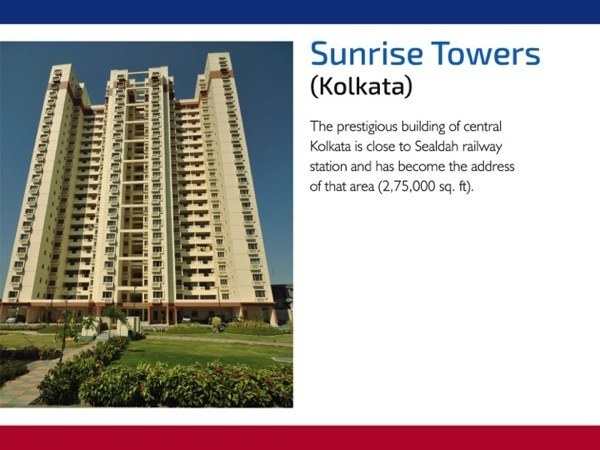 Sunrise Towers
(Kolkata)
The prestigious building of central
Kolkata is close to Sealdah railway
station and has become the address
of that area (2,75,000 sq. ft).